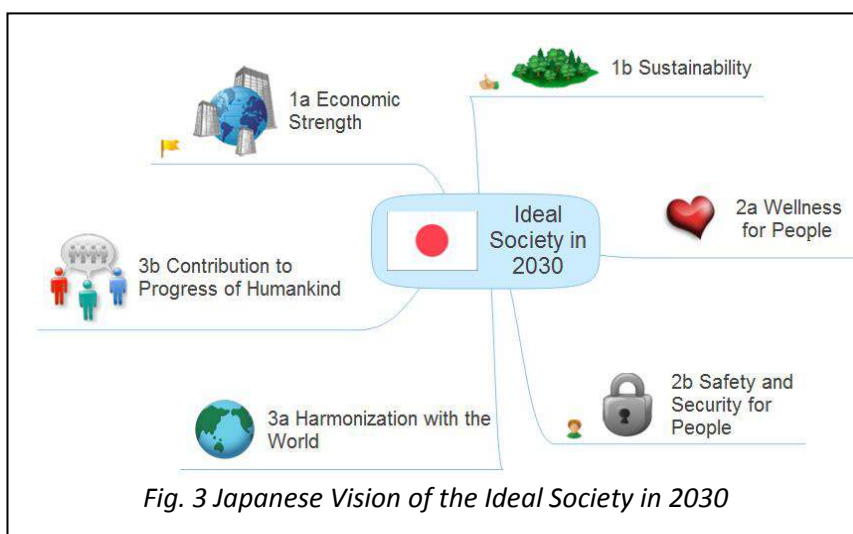 1a Economic
Strength
1b Sustainability
Ideal
Society in
2030
2a Wellness
for People
3b Contribution to
Progress of Humankind
2b Safety and
Security for
People
3a Harmonization with the
World
Fig. 3 Japanese Vision of the Ideal Society in 2030